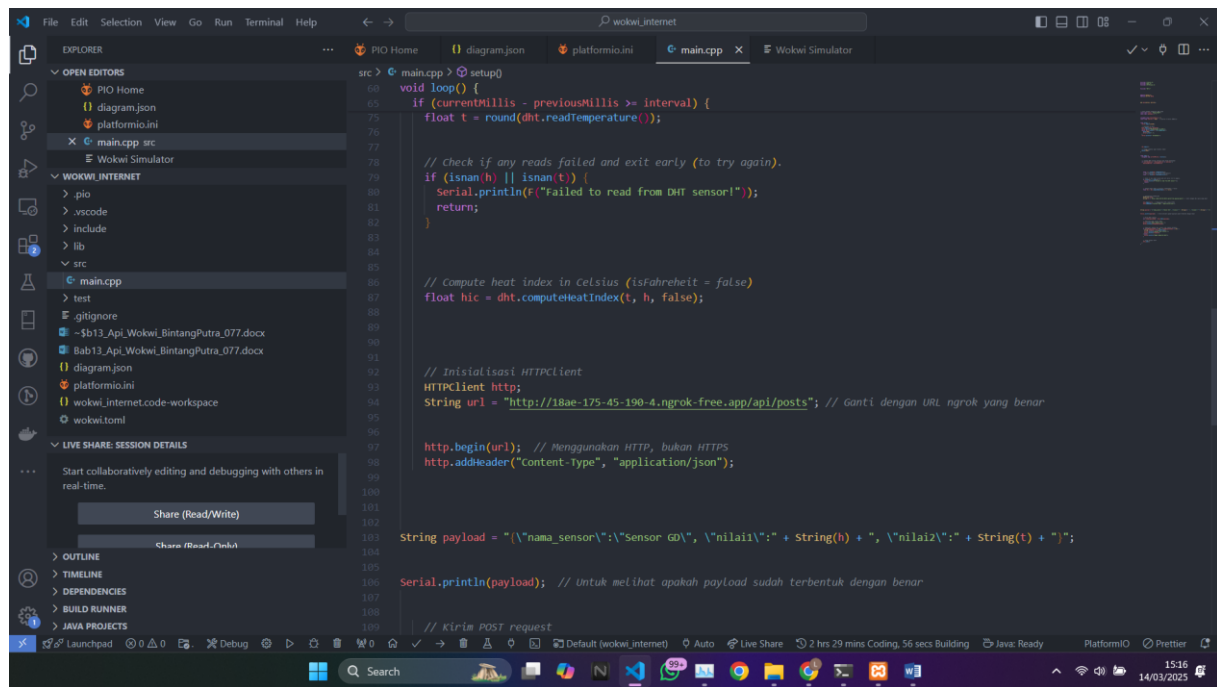 File Edit Selection View Go Run Terminal Help
wokwi_internet
EXPLORER
OPEN EDITORS
PIO Home
{} diagram.json
platformio.ini
main.cpp src
Wokwi Simulator
WOKWI_INTERNET
.pio
.vscode
include
lib
src
main.cpp
test
.gitignore
~$b13_Api_Wokwi_BintangPutra_077.docx
Bab13_Api_Wokwi_BintangPutra_077.docx
{} diagram.json
platformio.ini
{} wokwi_internet.code-workspace
wokwi.toml
LIVE SHARE: SESSION DETAILS
Start collaboratively editing and debugging with others in
real-time.
Share (Read/Write)
Share (Read-Only)
OUTLINE
TIMELINE
DEPENDENCIES
BUILD RUNNER
JAVA PROJECTS
PIO Home {} diagram.json platformio.ini main.cpp Wokwi Simulator
src > main.cpp > setup()
60 void loop() {
65 if (currentMillis - previousMillis >= interval) {
75 float t = round(dht.readTemperature());
76
77
78 // Check if any reads failed and exit early (to try again).
79 if (isnan(h) || isnan(t)) {
80 Serial.println(F("Failed to read from DHT sensor!"));
81 return;
82 }
83
84
85
86 // Compute heat index in Celsius (isFahreheit = false)
87 float hic = dht.computeHeatIndex(t, h, false);
88
89
90
91
92 // Inisialisasi HTTPClient
93 HTTPClient http;
94 String url = "http://18ae-175-45-190-4.ngrok-free.app/api/posts"; // Ganti dengan URL ngrok yang benar
95
96
97 http.begin(url); // Menggunakan HTTP, bukan HTTPS
98 http.addHeader("Content-Type", "application/json");
99
100
101
102
103 String payload = "{\"nama_sensor\":\"Sensor GD\", \"nilai1\":" + String(h) + ", \"nilai2\":" + String(t) + "}";
104
105
106 Serial.println(payload); // Untuk melihat apakah payload sudah terbentuk dengan benar
107
108
109 // Kirim POST request
Launchpad 0 0 Debug 0 Default (wokwi_internet) Auto Live Share 2 hrs 29 mins Coding, 56 secs Building Java: Ready PlatformIO Prettier
Search 99+ 15:16
14/03/2025